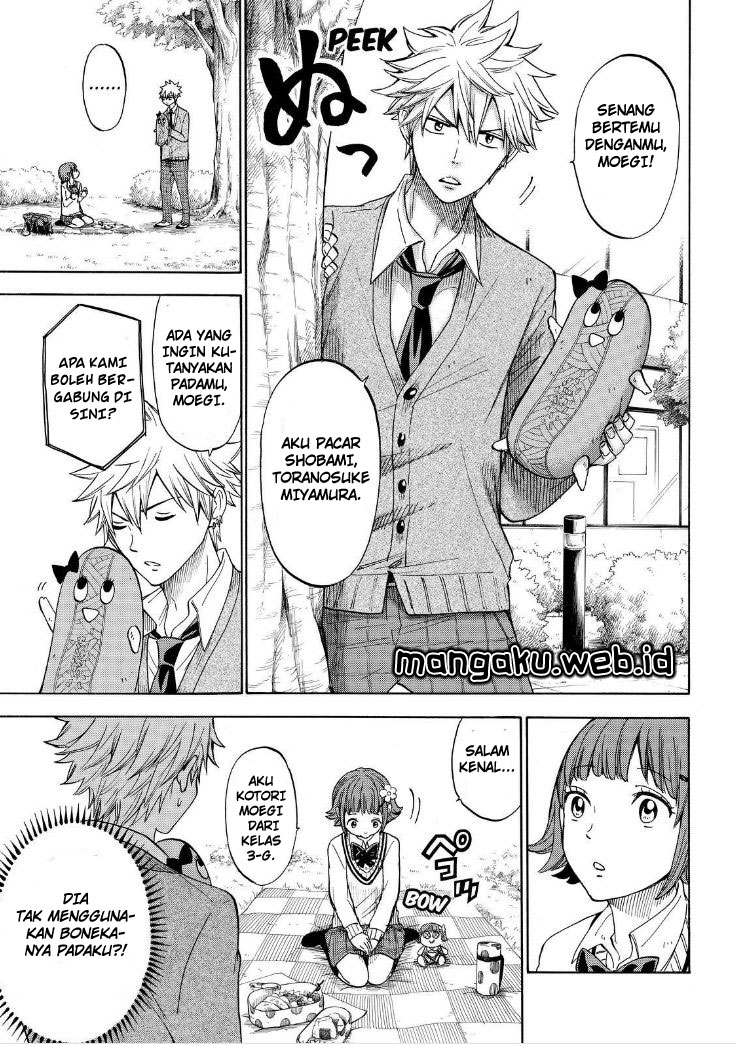 PEEK
ぬっ
SENANG
BERTEMU
DENGANMU,
MOEGI!
AKU PACAR
SHOBAMI,
TORANOSUKE
MIYAMURA.
mangaku.web.id
......
ADA YANG
INGIN KU-
TANYAKAN
PADAMU,
MOEGI.
APA KAMI
BOLEH BER-
GABUNG DI
SINI?
SALAM
KENAL...
AKU
KOTORI
MOEGI
DARI
KELAS
3-G.
ペコッ
BOW
DIA
TAK MENGGUNA-
KAN BONEKA-
NYA PADAKU?!